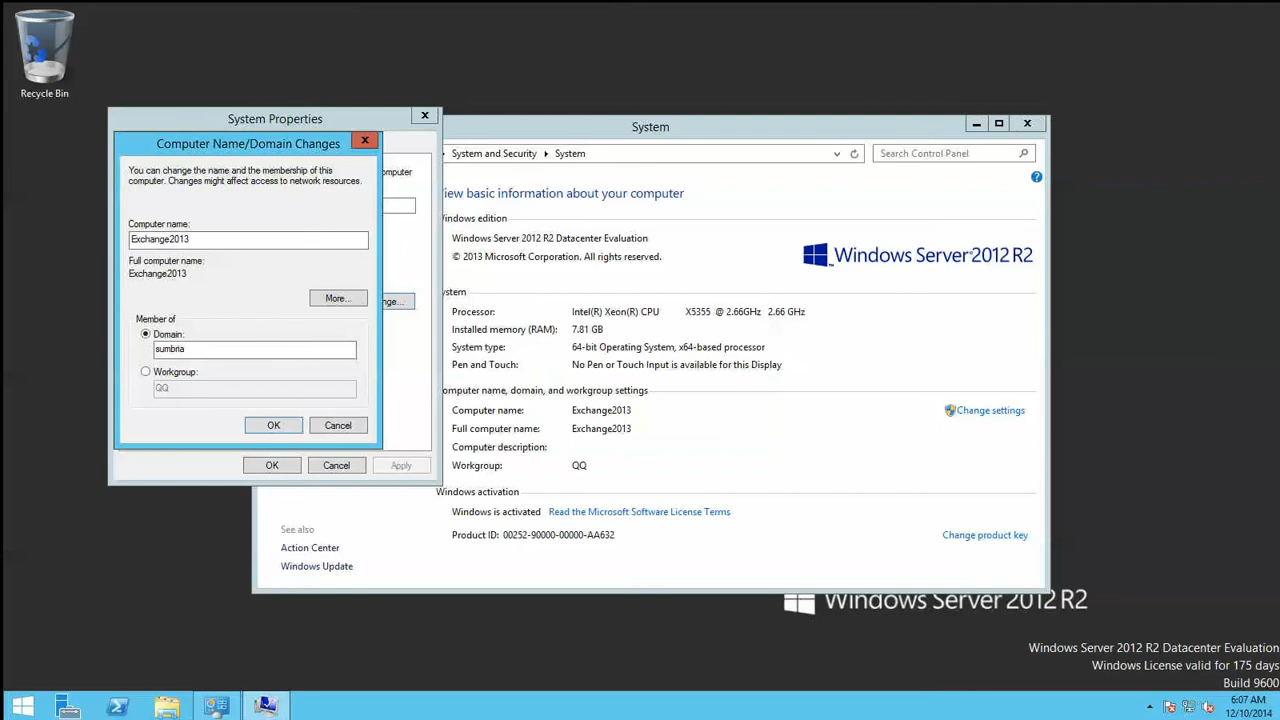 Recycle Bin
System Properties
X
Computer Name/Domain Changes
X
You can change the name and the membership of this
computer. Changes might affect access to network resources.
Computer name:
Exchange2013
Full computer name:
Exchange2013
More...
Member of
Domain:
sumbria
Workgroup:
QQ
OK
Cancel
computer
nge...
OK
Cancel
Apply
System
System and Security
System
Search Control Panel
?
iew basic information about your computer
indows edition
Windows Server 2012 R2 Datacenter Evaluation
© 2013 Microsoft Corporation. All rights reserved.
Windows Server 2012 R2
stem
Processor: Intel(R) Xeon(R) CPU X5355 @ 2.66GHz 2.66 GHz
Installed memory (RAM): 7.81 GB
System type: 64-bit Operating System, x64-based processor
Pen and Touch: No Pen or Touch Input is available for this Display
omputer name, domain, and workgroup settings
Computer name: Exchange2013
Change settings
Full computer name: Exchange2013
Computer description:
Workgroup: QQ
Windows activation
Windows is activated Read the Microsoft Software License Terms
Product ID: 00252-90000-00000-AA632
Change product key
See also
Action Center
Windows Update
Windows Server 2012 R2
Windows Server 2012 R2 Datacenter Evaluation
Windows License valid for 175 days
Build 9600
6:07 AM
12/10/2014